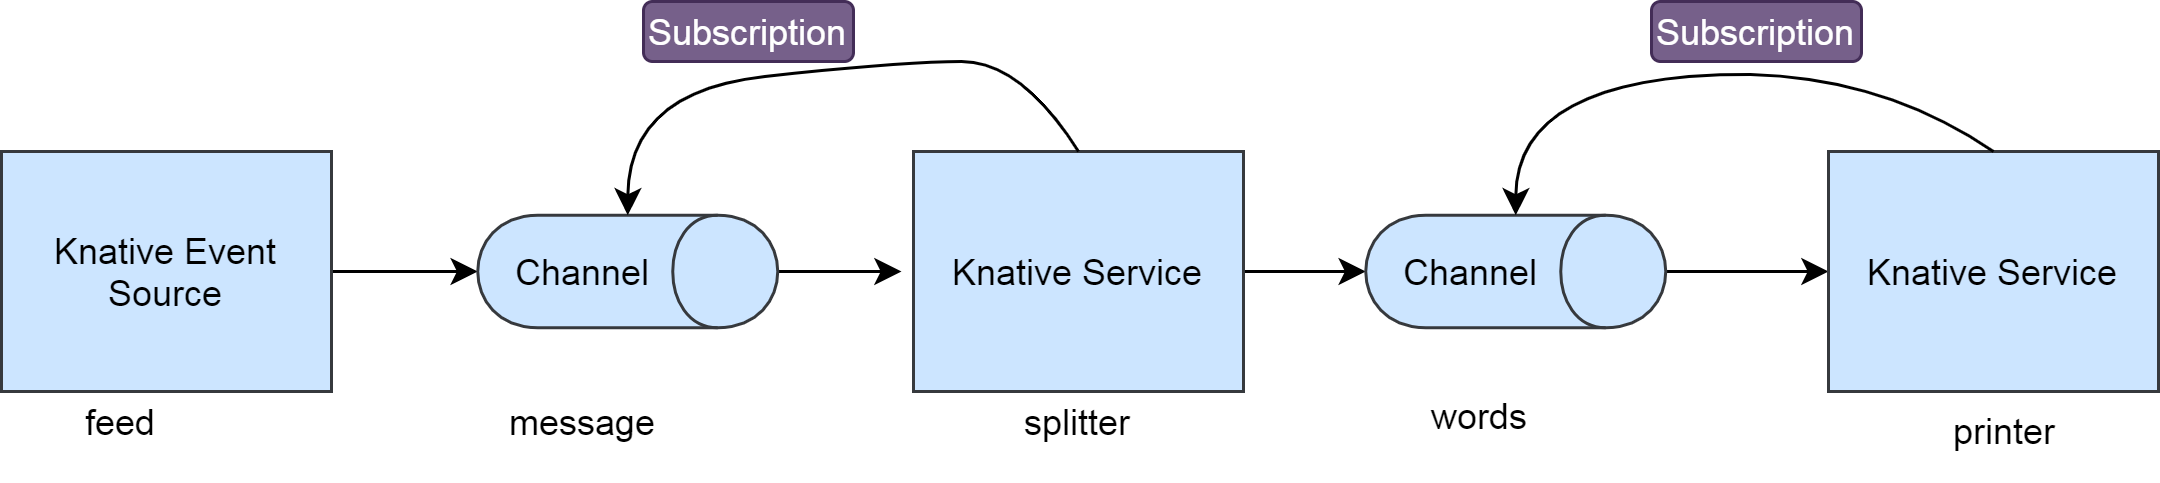 Subscription
Subscription
Knative Event
Source
Channel
Knative Service
Channel
Knative Service
feed
message
splitter
words
printer